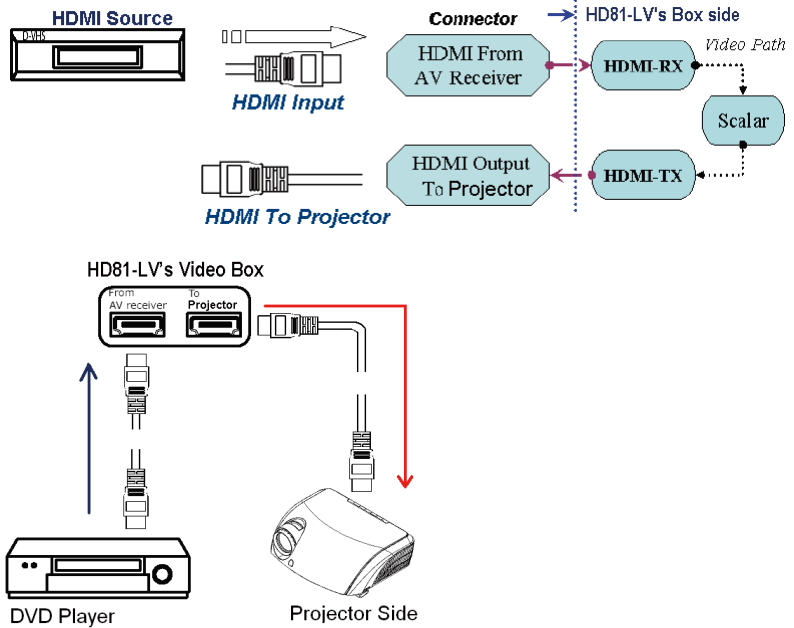 HDMI Source
D-VHS
HDMI Input
Connector
HD81-LV's Box side
HDMI From
AV Receiver
HDMI-RX
Video Path
Scalar
HDMI Output
To Projector
HDMI-TX
HDMI To Projector
HD81-LV's Video Box
From
AV receiver
To
Projector
DVD Player
Projector Side